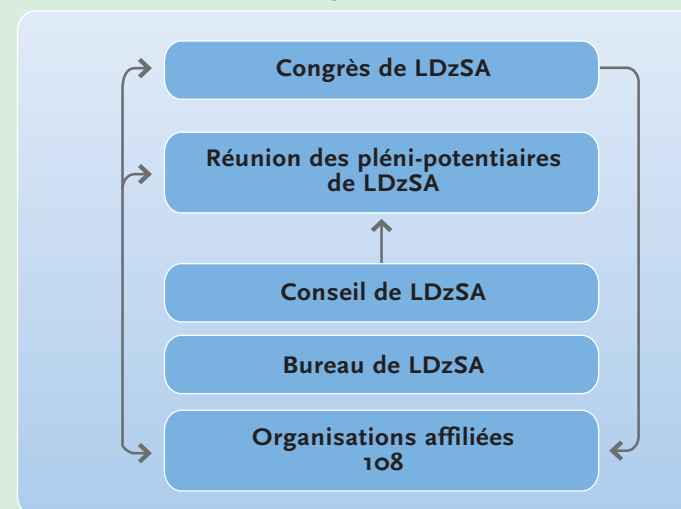 Congrès de LDzSA
Réunion des pléni-potentiaires
de LDzSA
Conseil de LDzSA
Bureau de LDzSA
Organisations affiliées
108